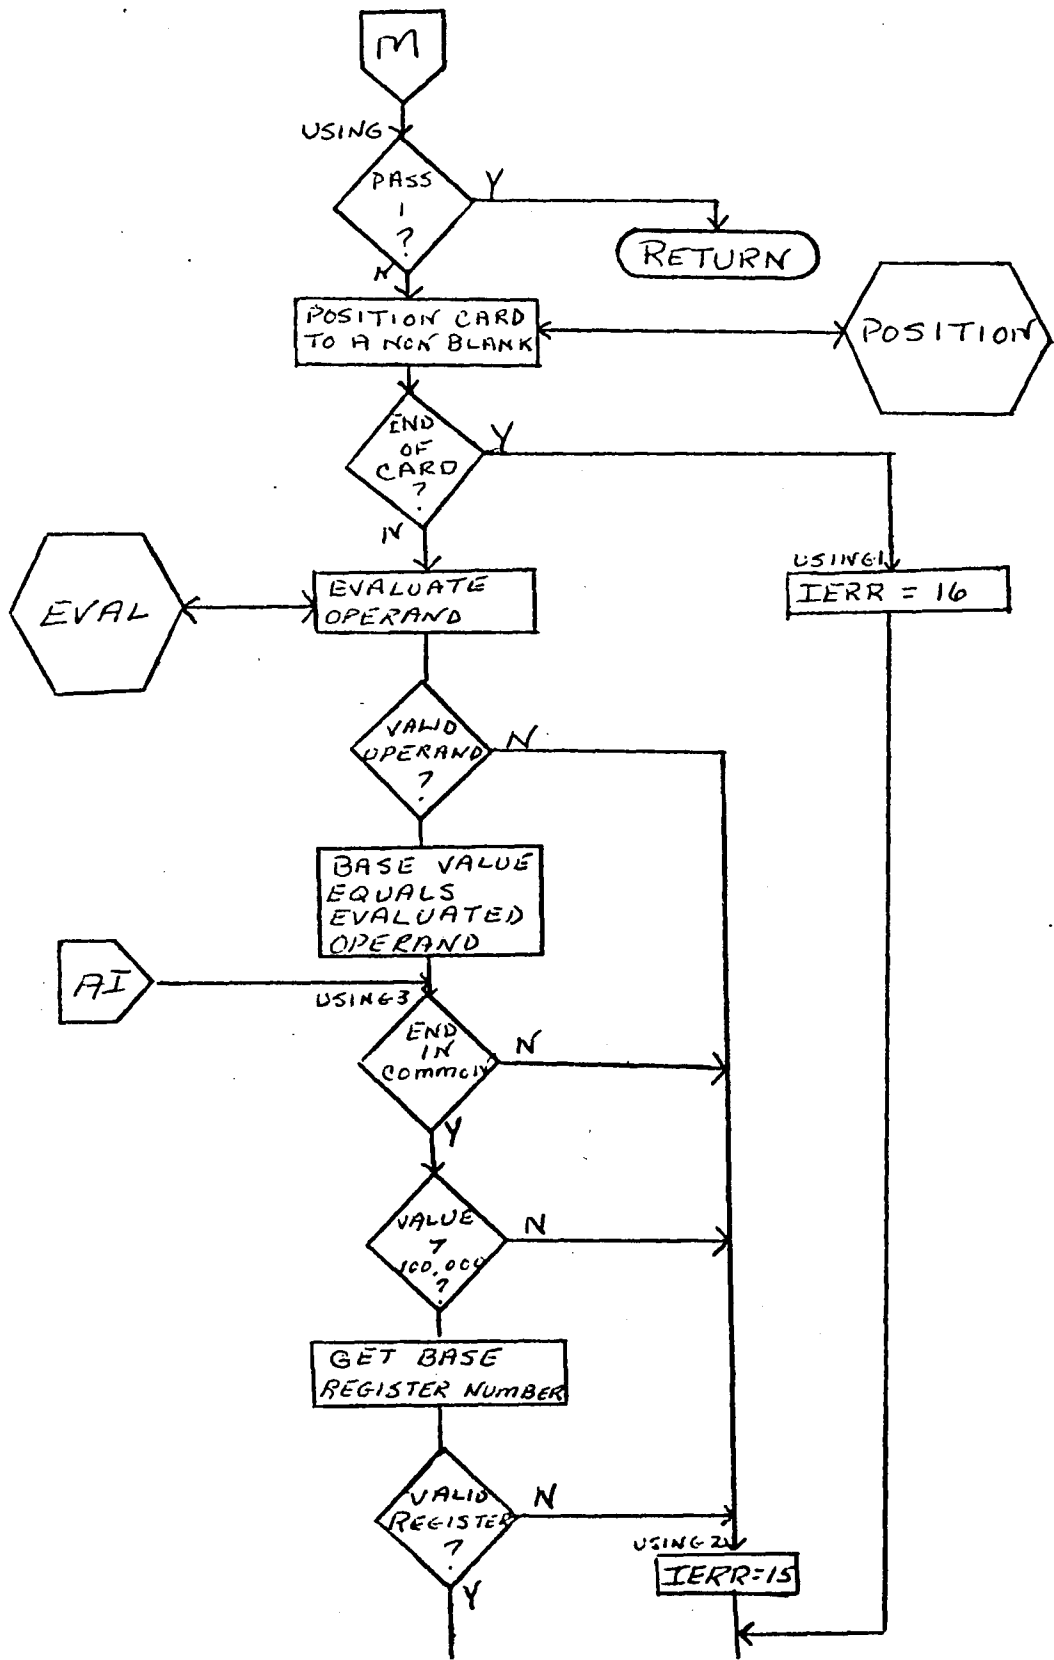 M
USING
PASS
1
?
Y
RETURN
N
POSITION CARD
TO A NON BLANK
POSITION
END
OF
CARD
?
Y
N
USING1
IERR = 16
EVAL
EVALUATE
OPERAND
VALID
OPERAND
?
N
BASE VALUE
EQUALS
EVALUATED
OPERAND
AI
USING3
END
IN
COMMON
N
Y
VALUE
100,000
?
N
GET BASE
REGISTER NUMBER
VALID
REGISTER
?
N
USING2
IERR=15
Y